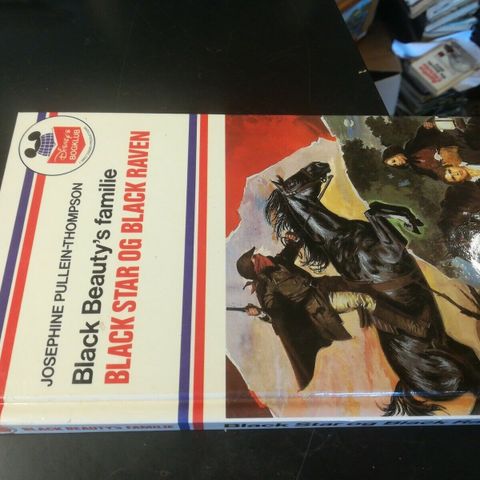 Disney's
BOGKLUB
JOSEPHINE PULLEIN-THOMPSON
Black Beauty's familie
BLACK STAR OG BLACK RAVEN
BLACK BEAUTY'S FAMILIE
Black Star og Black